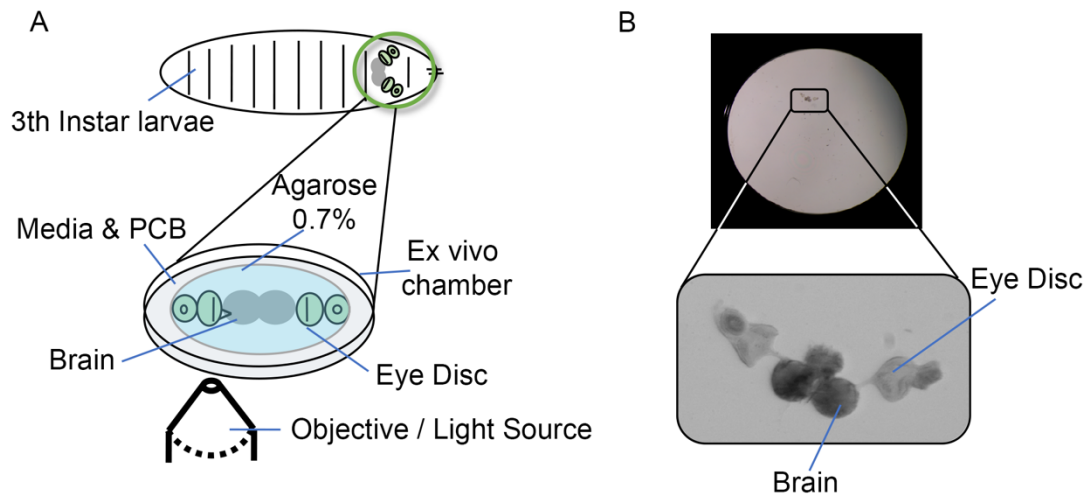 A
3th Instar larvae
Agarose
0.7%
Media & PCB
Ex vivo
chamber
Brain
Eye Disc
Objective / Light Source
B
Eye Disc
Brain